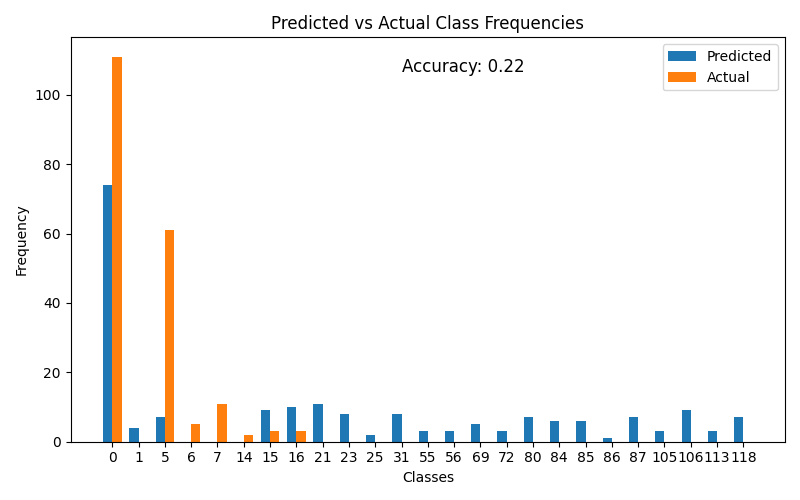 Predicted vs Actual Class Frequencies
Accuracy: 0.22
Predicted
Actual
Frequency
100
80
60
40
20
0
0 1 5 6 7 14 15 16 21 23 25 31 55 56 69 72 80 84 85 86 87 105 106 113 118
Classes